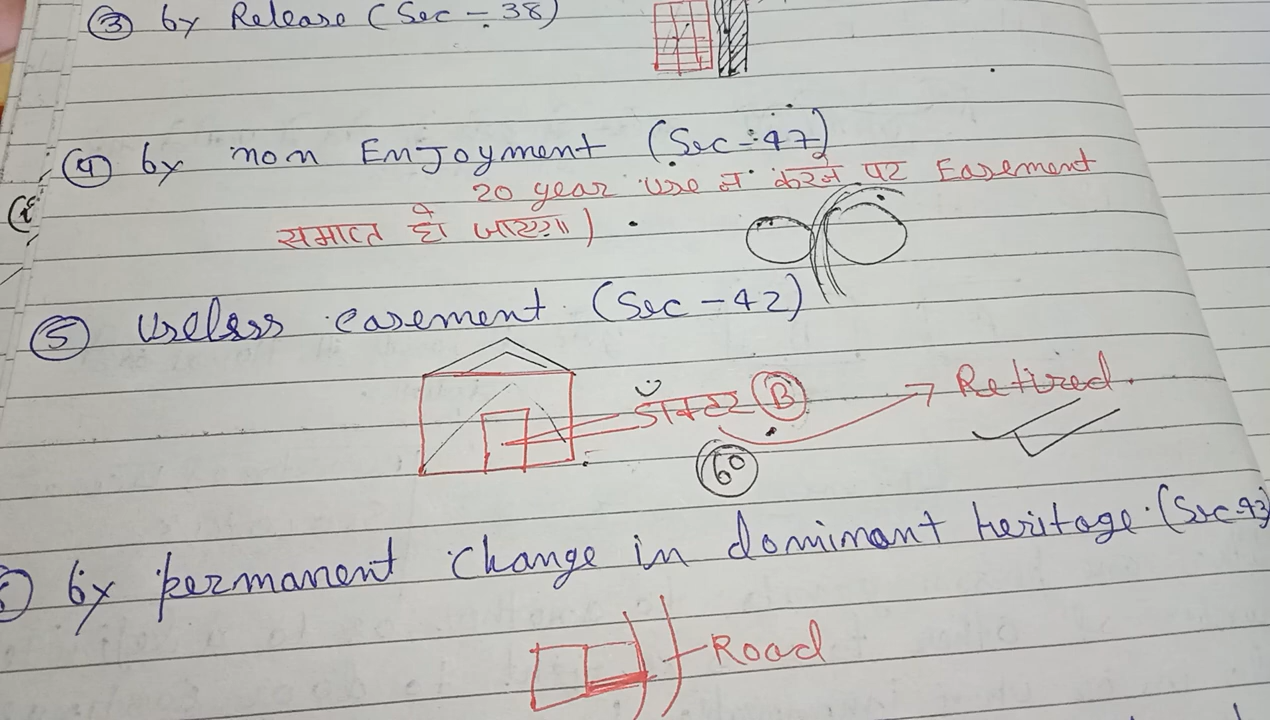 ③ by Release (Sec - 38)
④ by non Enjoyment (Sec - 47)
20 year use न करने पर Easement
समाप्त हो जाएगा)
⑤ Useless easement (Sec - 42)
डॉक्टर Ⓑ → Retired.
60
by permanent change in dominant heritage. (Sec-43)
Road